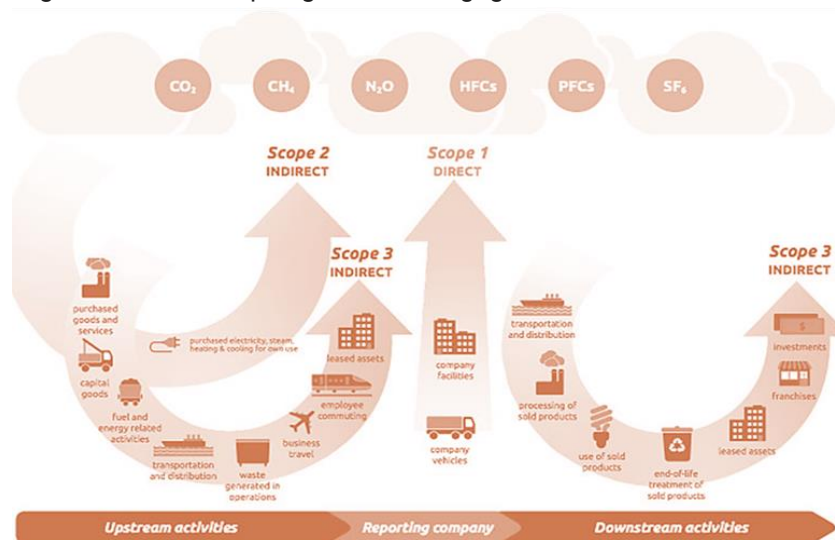 CO₂
CH₄
N₂O
HFCs
PFCs
SF₆
Scope 2
INDIRECT
Scope 1
DIRECT
Scope 3
INDIRECT
Scope 3
INDIRECT
purchased
goods and
services
capital
goods
fuel and
energy related
activities
transportation
and distribution
waste
generated in
operations
business
travel
employee
commuting
leased assets
purchased electricity, steam,
heating & cooling for own use
company
facilities
company
vehicles
transportation
and distribution
processing of
sold products
use of sold
products
end-of-life
treatment of
sold products
leased assets
franchises
investments
Upstream activities
Reporting company
Downstream activities